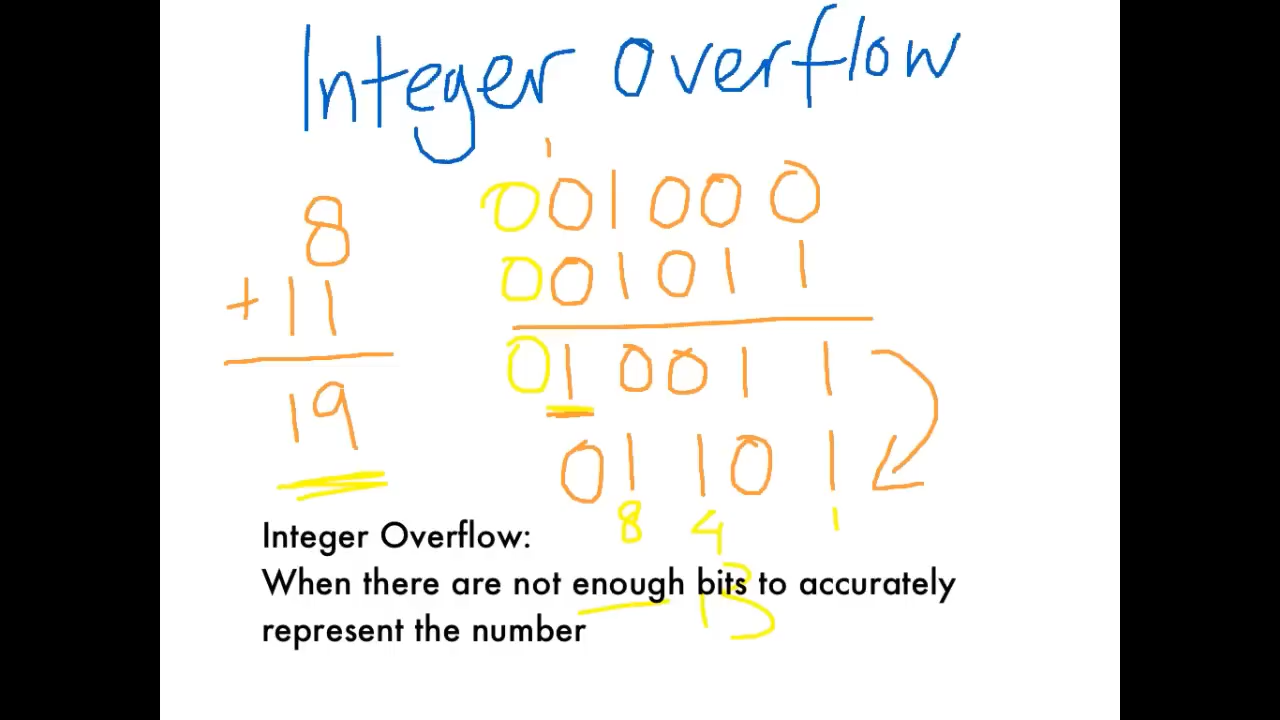 Integer Overflow
1
8
+ 11
19
001000
001011
010011
01101
8 4 1
13
Integer Overflow:
When there are not enough bits to accurately
represent the number